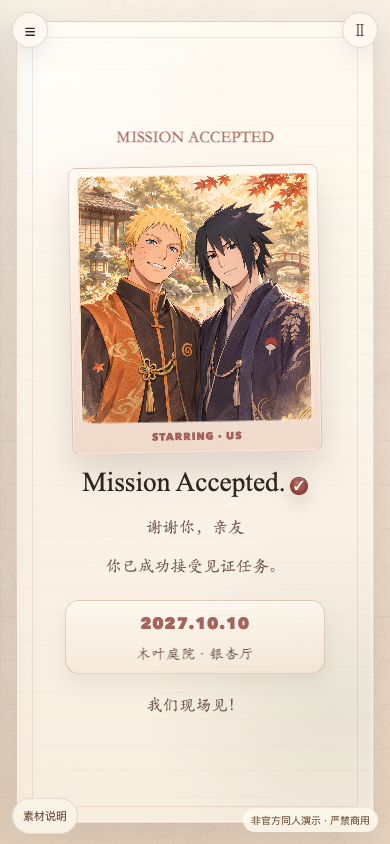 MISSION ACCEPTED
STARRING · US
Mission Accepted.
谢谢你，亲友
你已成功接受见证任务。
2027.10.10
木叶庭院 · 银杏厅
我们现场见！
素材说明
非官方同人演示 · 严禁商用